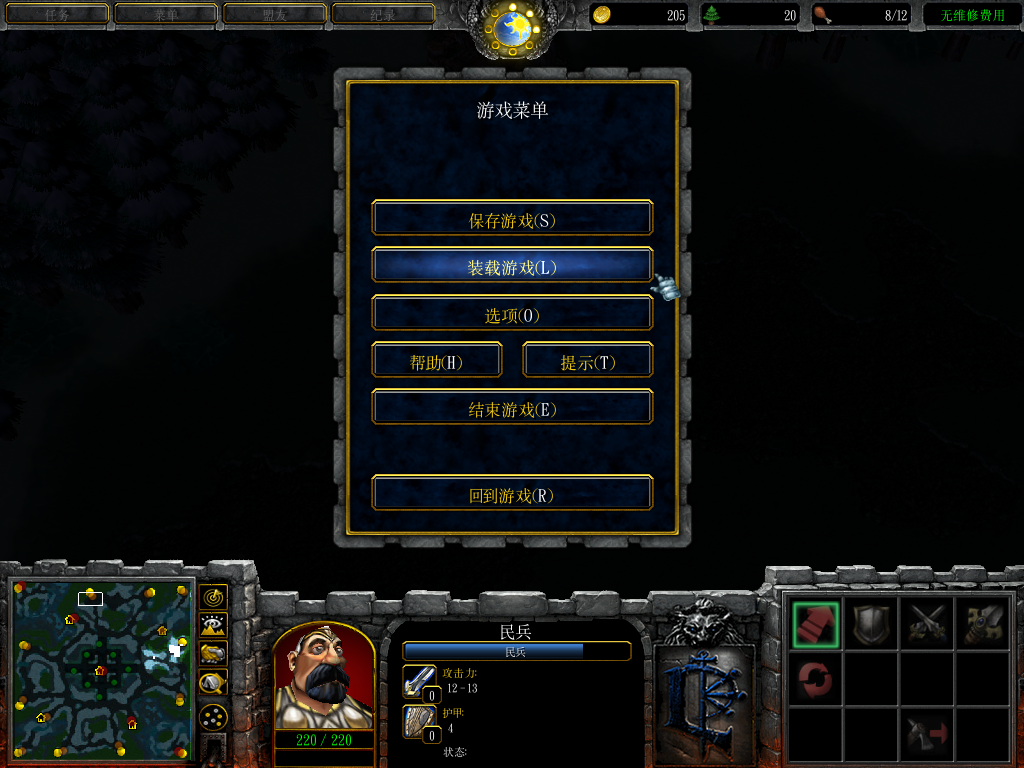 任务 菜单 盟友 纪录 205 20 8/12 无维修费用
游戏菜单
保存游戏(S)
装载游戏(L)
选项(O)
帮助(H) 提示(T)
结束游戏(E)
回到游戏(R)
民兵
民兵
攻击力:
12-13
0
护甲:
4
0
状态:
220 / 220